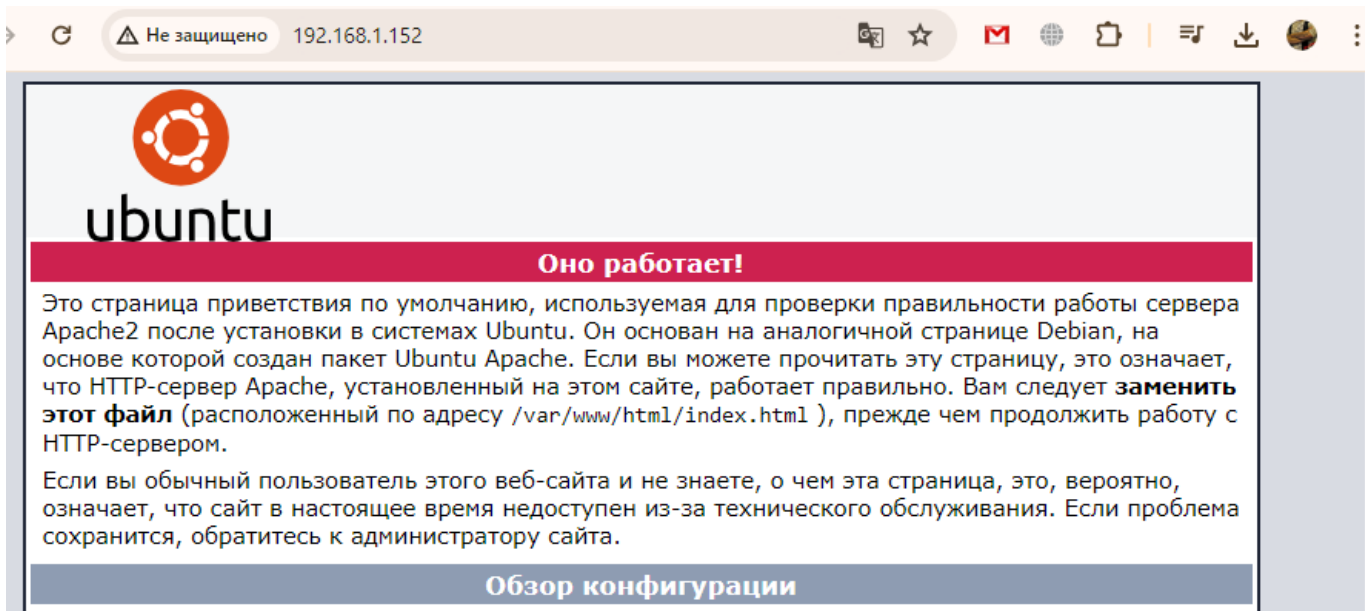 Не защищено 192.168.1.152
ubuntu
Оно работает!
Это страница приветствия по умолчанию, используемая для проверки правильности работы сервера
Apache2 после установки в системах Ubuntu. Он основан на аналогичной странице Debian, на
основе которой создан пакет Ubuntu Apache. Если вы можете прочитать эту страницу, это означает,
что HTTP-сервер Apache, установленный на этом сайте, работает правильно. Вам следует заменить
этот файл (расположенный по адресу /var/www/html/index.html ), прежде чем продолжить работу с
HTTP-сервером.
Если вы обычный пользователь этого веб-сайта и не знаете, о чем эта страница, это, вероятно,
означает, что сайт в настоящее время недоступен из-за технического обслуживания. Если проблема
сохранится, обратитесь к администратору сайта.
Обзор конфигурации